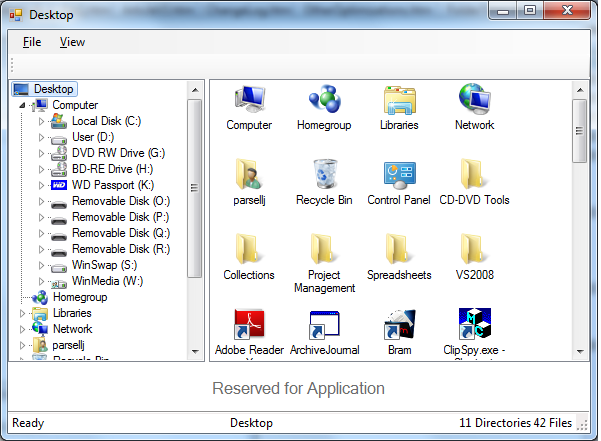 Desktop
File View
Desktop
Computer
Local Disk (C:)
User (D:)
DVD RW Drive (G:)
BD-RE Drive (H:)
WD Passport (K:)
Removable Disk (O:)
Removable Disk (P:)
Removable Disk (Q:)
Removable Disk (R:)
WinSwap (S:)
WinMedia (W:)
Homegroup
Libraries
Network
parsellj
Recycle Bin
Computer Homegroup Libraries Network
parsellj Recycle Bin Control Panel CD-DVD Tools
Collections Project Management Spreadsheets VS2008
Adobe Reader ArchiveJournal Bram ClipSpy.exe -
Reserved for Application
Ready Desktop 11 Directories 42 Files